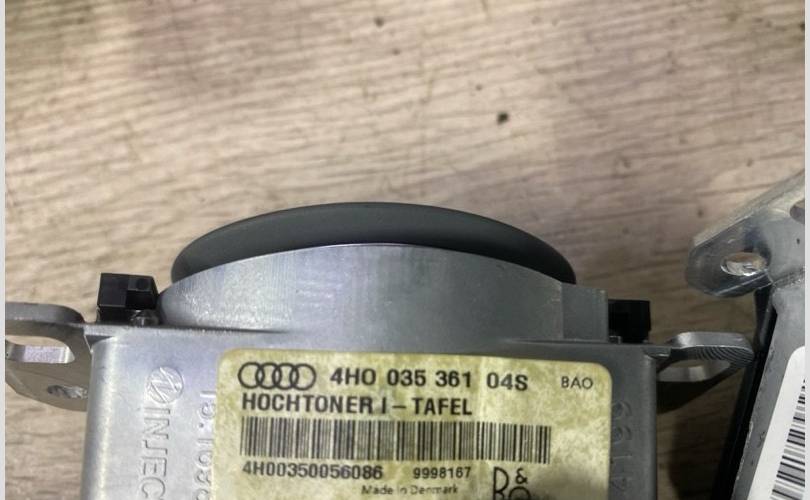 4H0 035 361 04S BAO
HOCHTONER I - TAFEL
4H00350056086 9998167
Made in Denmark
B&O
INJEC